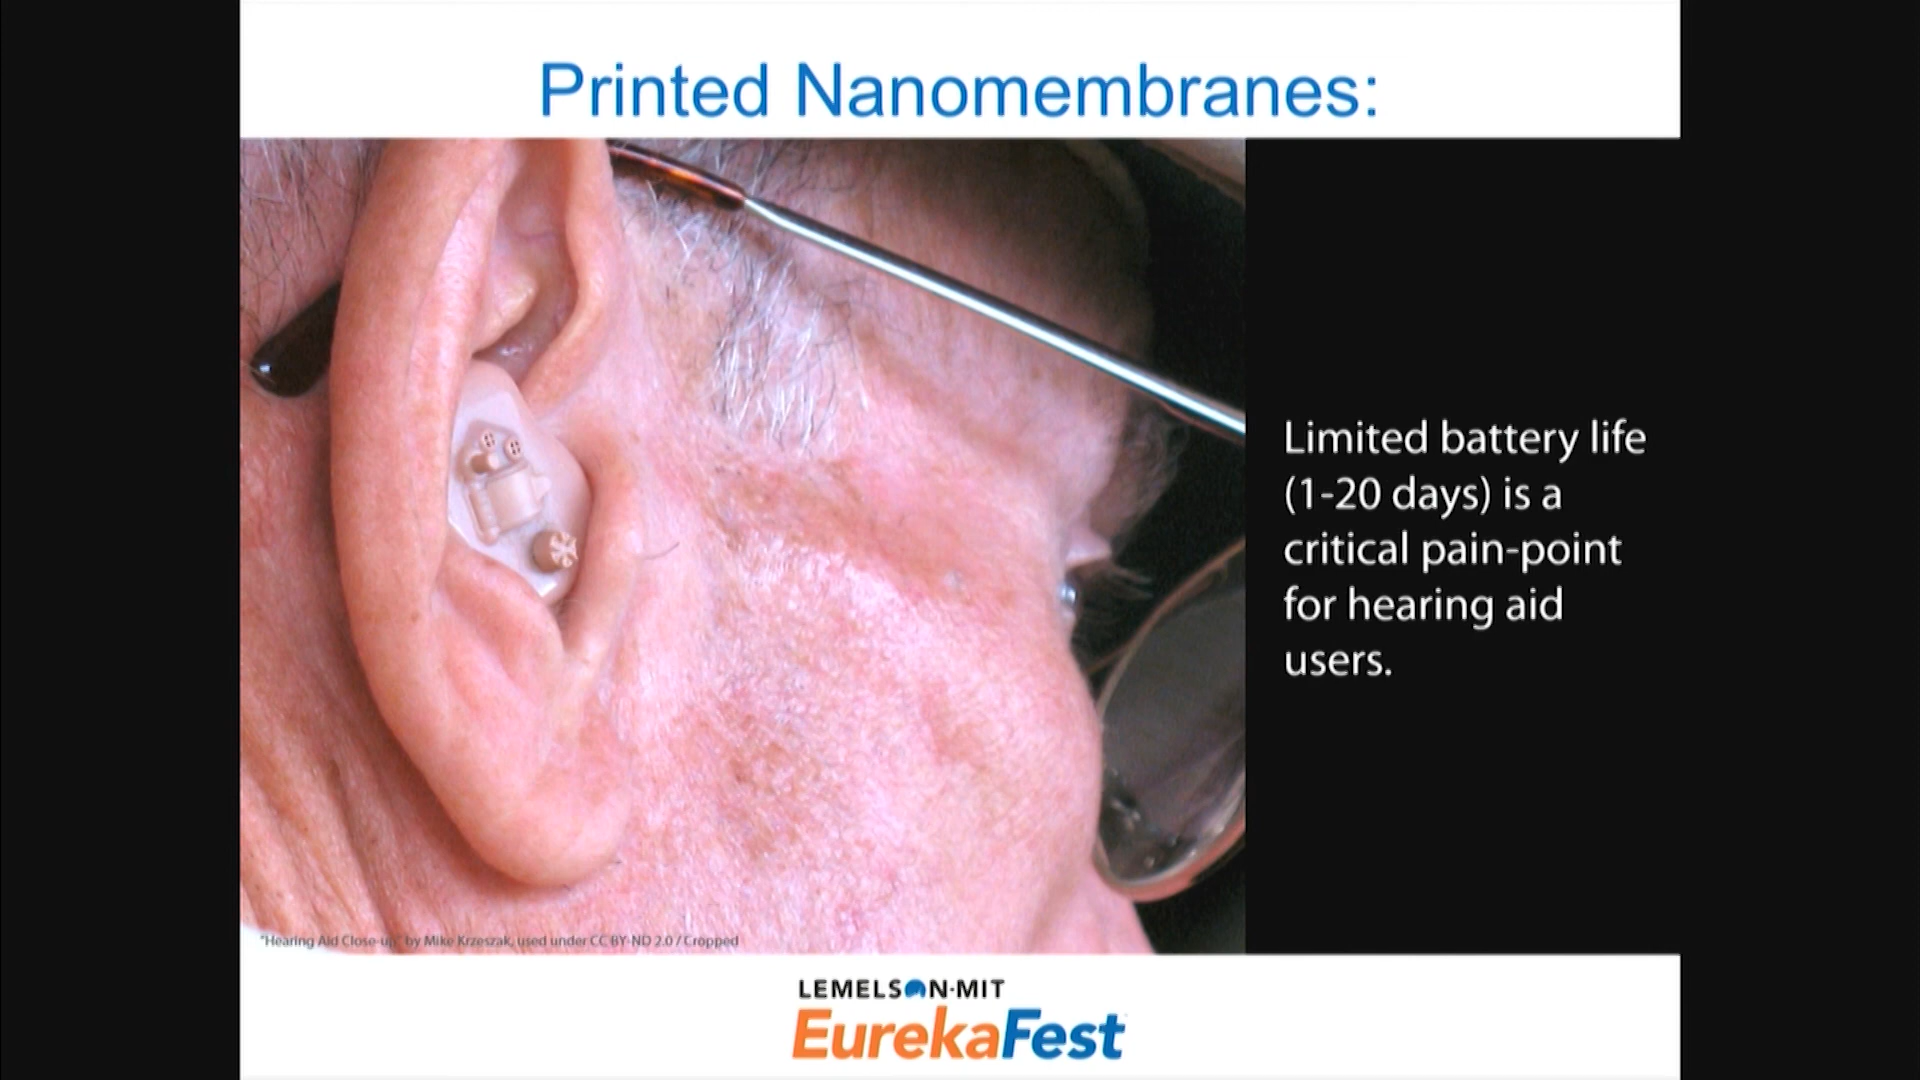 Printed Nanomembranes:
Limited battery life
(1-20 days) is a
critical pain-point
for hearing aid
users.
"Hearing Aid Close-up" by Mike Krzeszak, used under CC BY-ND 2.0 / Cropped
LEMELSON-MIT
EurekaFest